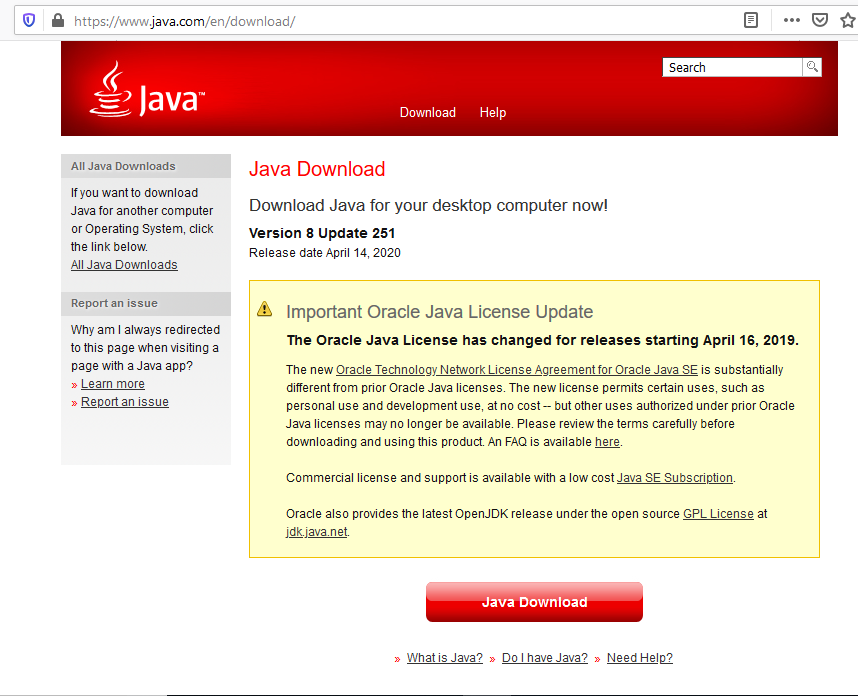 https://www.java.com/en/download/
Java™
Search
Download Help
All Java Downloads
If you want to download
Java for another computer
or Operating System, click
the link below.
All Java Downloads
Report an issue
Why am I always redirected
to this page when visiting a
page with a Java app?
» Learn more
» Report an issue
Java Download
Download Java for your desktop computer now!
Version 8 Update 251
Release date April 14, 2020
Important Oracle Java License Update
The Oracle Java License has changed for releases starting April 16, 2019.
The new Oracle Technology Network License Agreement for Oracle Java SE is substantially
different from prior Oracle Java licenses. The new license permits certain uses, such as
personal use and development use, at no cost -- but other uses authorized under prior Oracle
Java licenses may no longer be available. Please review the terms carefully before
downloading and using this product. An FAQ is available here.
Commercial license and support is available with a low cost Java SE Subscription.
Oracle also provides the latest OpenJDK release under the open source GPL License at
jdk.java.net.
Java Download
» What is Java? » Do I have Java? » Need Help?